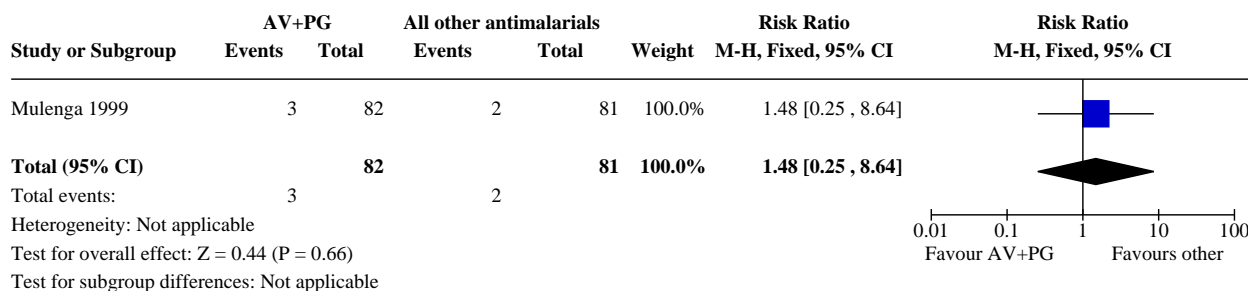 AV+PG All other antimalarials Risk Ratio Risk Ratio
Study or Subgroup Events Total Events Total Weight M-H, Fixed, 95% CI M-H, Fixed, 95% CI
Mulenga 1999 3 82 2 81 100.0% 1.48 [0.25 , 8.64]
Total (95% CI) 82 81 100.0% 1.48 [0.25 , 8.64]
Total events: 3 2
Heterogeneity: Not applicable
0.01 0.1 1 10 100
Test for overall effect: Z = 0.44 (P = 0.66) Favour AV+PG Favours other
Test for subgroup differences: Not applicable